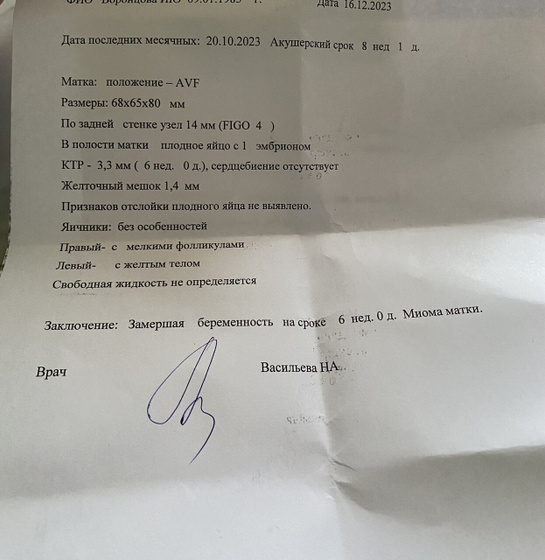 ФИО Воронцова 1985 г.
Дата 16.12.2023
Дата последних месячных: 20.10.2023 Акушерский срок 8 нед 1 д.
Матка: положение – AVF
Размеры: 68х65х80 мм
По задней стенке узел 14 мм (FIGO 4 )
В полости матки плодное яйцо с 1 эмбрионом
КТР - 3,3 мм ( 6 нед. 0 д.), сердцебиение отсутствует
Желточный мешок 1,4 мм
Признаков отслойки плодного яйца не выявлено.
Яичники: без особенностей
Правый- с мелкими фолликулами
Левый- с желтым телом
Свободная жидкость не определяется
Заключение: Замершая беременность на сроке 6 нед. 0 д. Миома матки.
Врач Васильева НА.